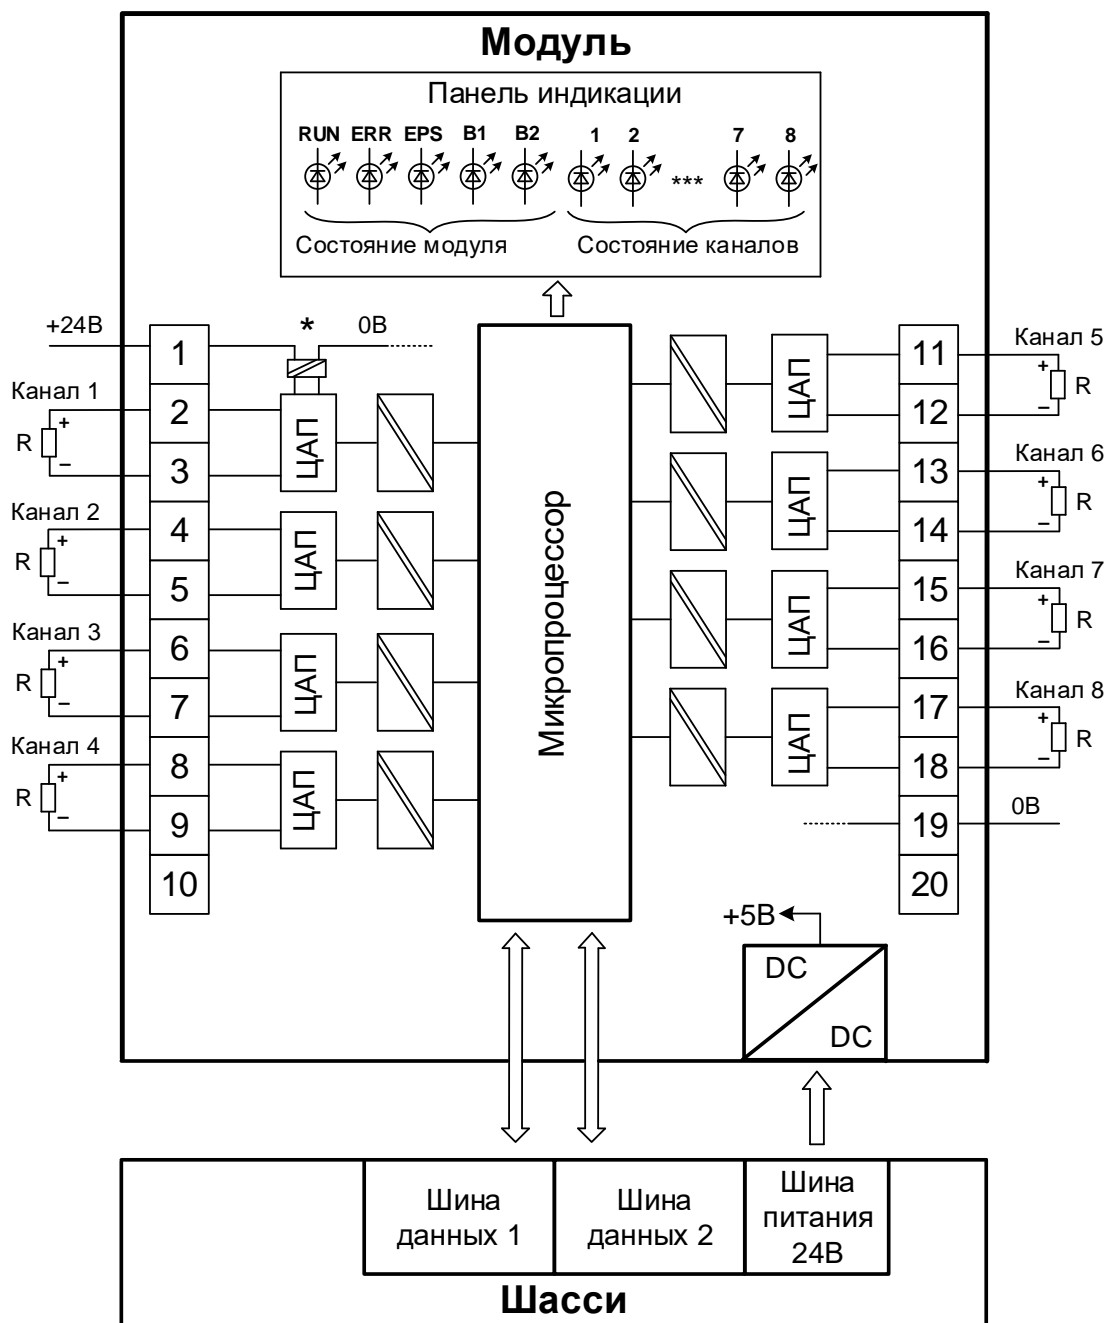 Модуль
Панель индикации
RUN ERR EPS B1 B2 1 2 7 8
***
Состояние модуля Состояние каналов
+24В * 0В
1
Канал 1
2
R + −
3
ЦАП
Канал 2
4
R + −
5
ЦАП
Канал 3
6
R + −
7
ЦАП
Канал 4
8
R + −
9
ЦАП
10
Микропроцессор
Канал 5
11
ЦАП
+ − R
12
Канал 6
13
ЦАП
+ − R
14
Канал 7
15
ЦАП
+ − R
16
Канал 8
17
ЦАП
+ − R
18
19
0В
20
+5В
DC
DC
Шина
данных 1
Шина
данных 2
Шина
питания
24В
Шасси